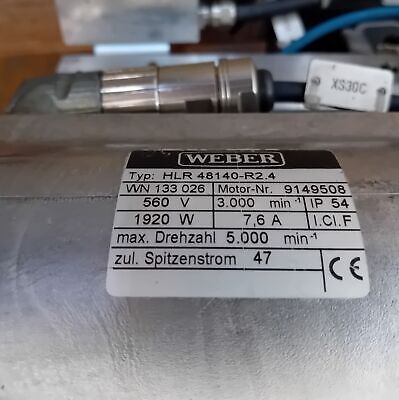 XS30C
WEBER
Typ: HLR 48140-R2.4
WN 133 026 Motor-Nr. 9149508
560 V 3.000 min⁻¹ IP 54
1920 W 7,6 A I.Cl.F
max. Drehzahl 5.000 min⁻¹
zul. Spitzenstrom 47
CE